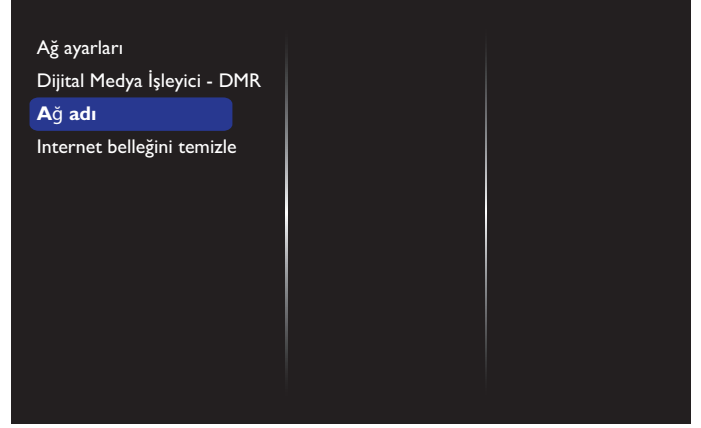 Ağ ayarları
Dijital Medya İşleyici - DMR
Ağ adı
Internet belleğini temizle